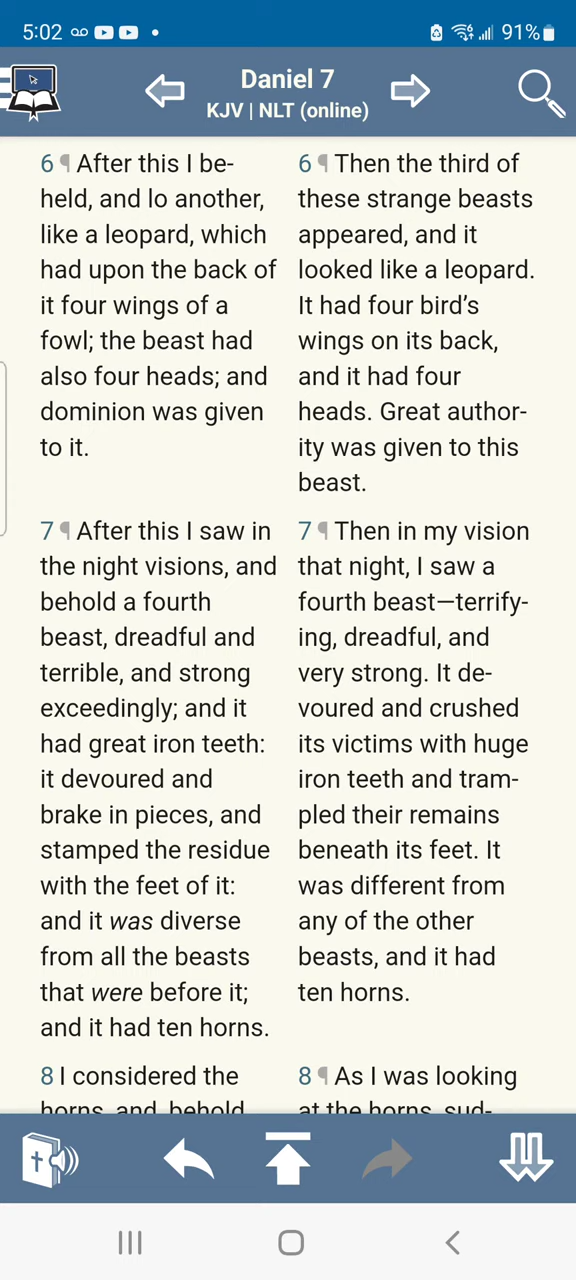 5:02
91%
Daniel 7
KJV | NLT (online)
6 ¶ After this I be-
held, and lo another,
like a leopard, which
had upon the back of
it four wings of a
fowl; the beast had
also four heads; and
dominion was given
to it.
6 ¶ Then the third of
these strange beasts
appeared, and it
looked like a leopard.
It had four bird's
wings on its back,
and it had four
heads. Great author-
ity was given to this
beast.
7 ¶ After this I saw in
the night visions, and
behold a fourth
beast, dreadful and
terrible, and strong
exceedingly; and it
had great iron teeth:
it devoured and
brake in pieces, and
stamped the residue
with the feet of it:
and it was diverse
from all the beasts
that were before it;
and it had ten horns.
7 ¶ Then in my vision
that night, I saw a
fourth beast—terrify-
ing, dreadful, and
very strong. It de-
voured and crushed
its victims with huge
iron teeth and tram-
pled their remains
beneath its feet. It
was different from
any of the other
beasts, and it had
ten horns.
8 I considered the
horns, and, behold,
8 ¶ As I was looking
at the horns, sud-